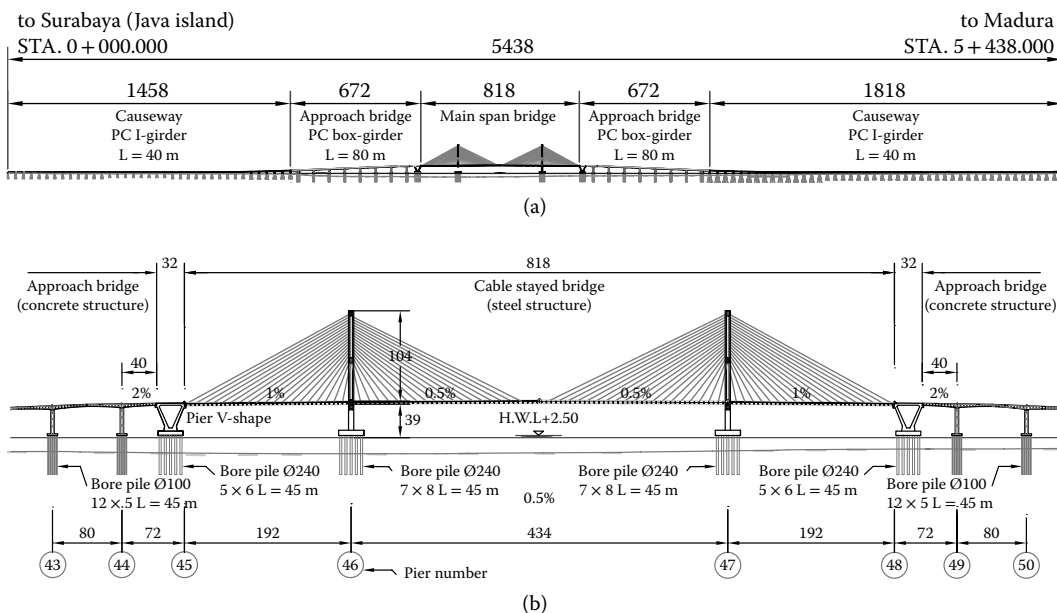 to Surabaya (Java island)
STA. 0+000.000
to Madura
STA. 5+438.000
5438
1458
672
818
672
1818
Causeway
PC I-girder
L = 40 m
Approach bridge
PC box-girder
L = 80 m
Main span bridge
Approach bridge
PC box-girder
L = 80 m
Causeway
PC I-girder
L = 40 m
(a)
32
818
32
Approach bridge
(concrete structure)
Cable stayed bridge
(steel structure)
Approach bridge
(concrete structure)
40
104
40
2%
1%
0.5%
0.5%
1%
2%
Pier V-shape
39
H.W.L+2.50
Bore pile Ø100
12 × 5 L = 45 m
Bore pile Ø240
5 × 6 L = 45 m
Bore pile Ø240
7 × 8 L = 45 m
Bore pile Ø240
7 × 8 L = 45 m
Bore pile Ø240
5 × 6 L = 45 m
Bore pile Ø100
12 × 5 L = 45 m
0.5%
80
72
192
434
192
72
80
43
44
45
46
Pier number
47
48
49
50
(b)